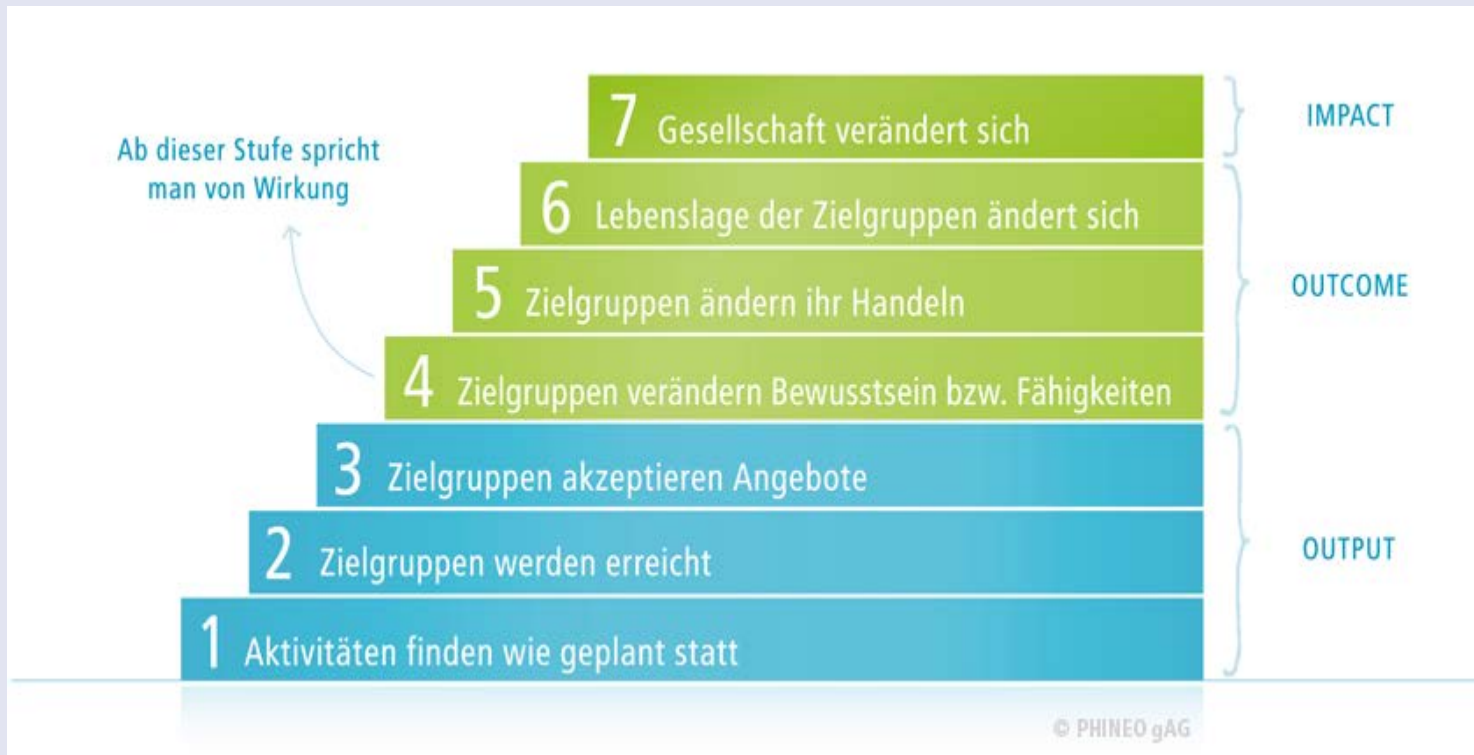 7 Gesellschaft verändert sich
IMPACT
Ab dieser Stufe spricht
man von Wirkung
6 Lebenslage der Zielgruppen ändert sich
5 Zielgruppen ändern ihr Handeln
OUTCOME
4 Zielgruppen verändern Bewusstsein bzw. Fähigkeiten
3 Zielgruppen akzeptieren Angebote
2 Zielgruppen werden erreicht
OUTPUT
1 Aktivitäten finden wie geplant statt
© PHINEO gAG